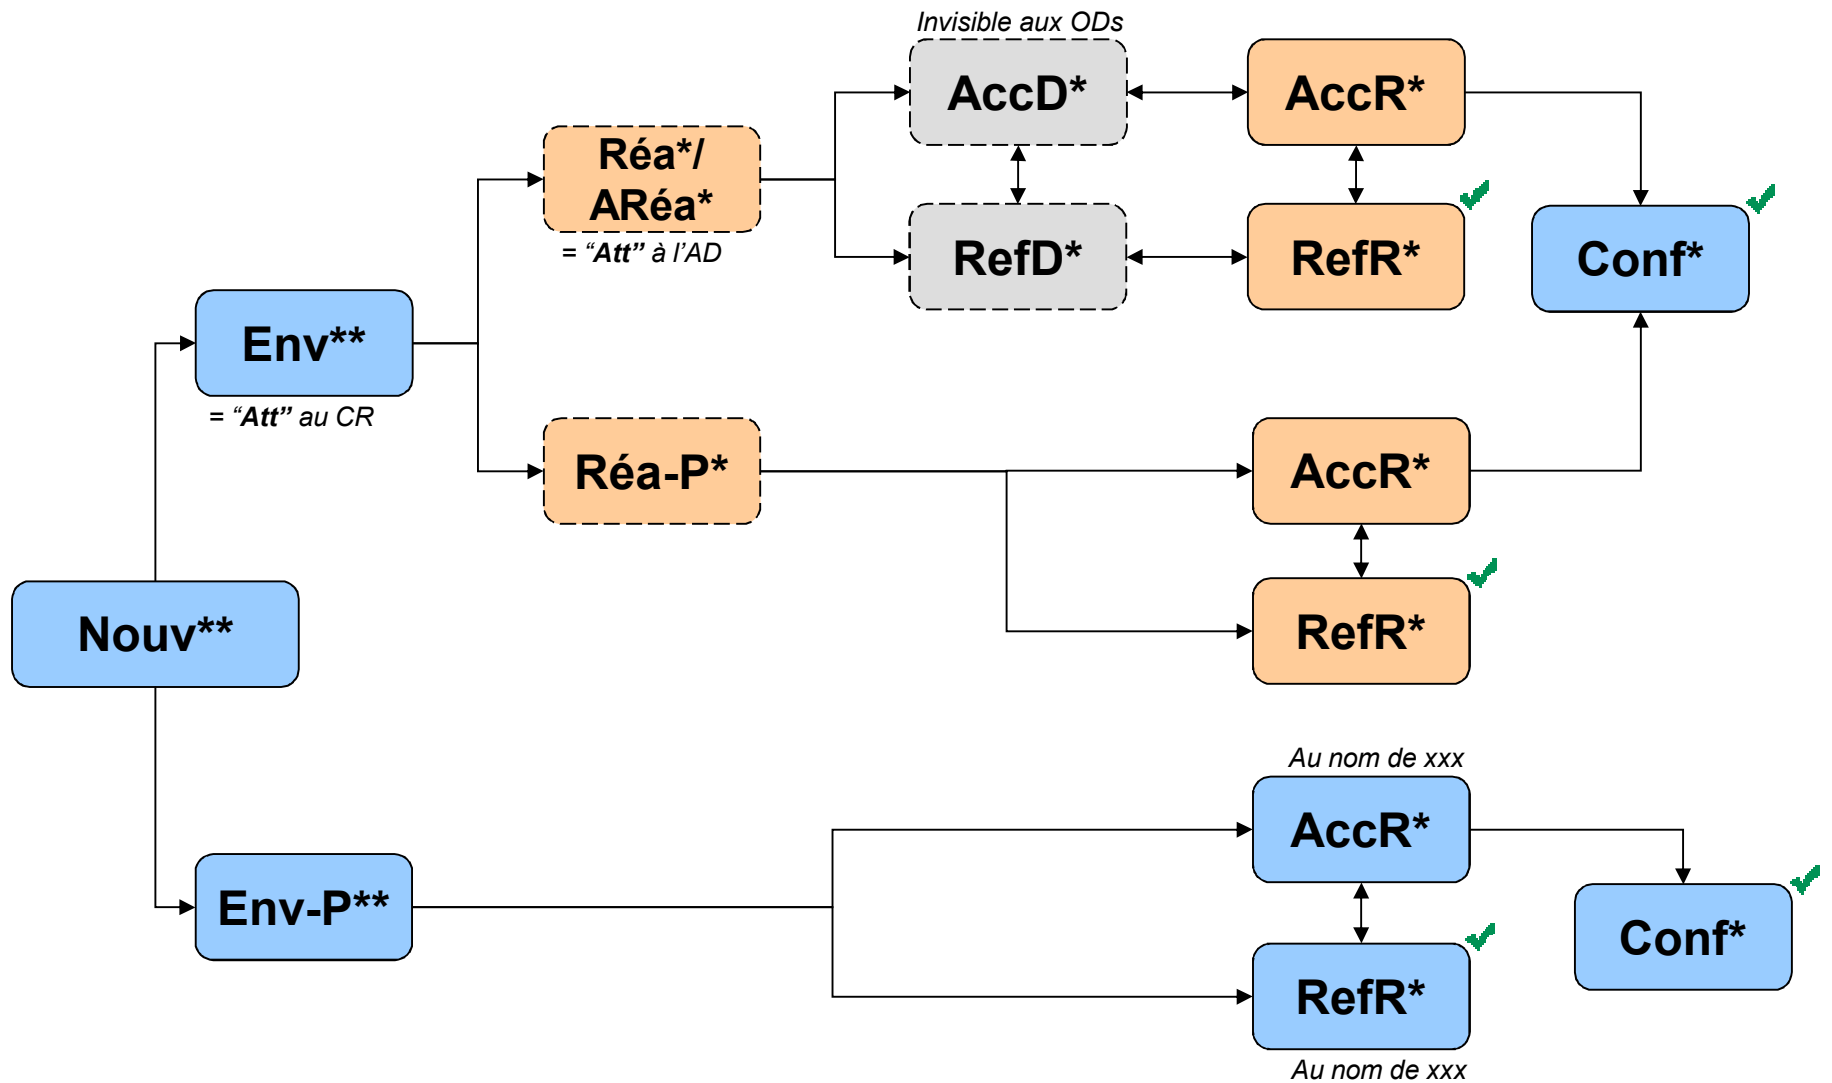 Invisible aux ODs
AccD*
AccR*
Réa*/
ARéa*
= “Att” à l’AD
RefD*
RefR*
Conf*
Env**
= “Att” au CR
Réa-P*
AccR*
RefR*
Nouv**
Au nom de xxx
AccR*
Env-P**
Conf*
RefR*
Au nom de xxx